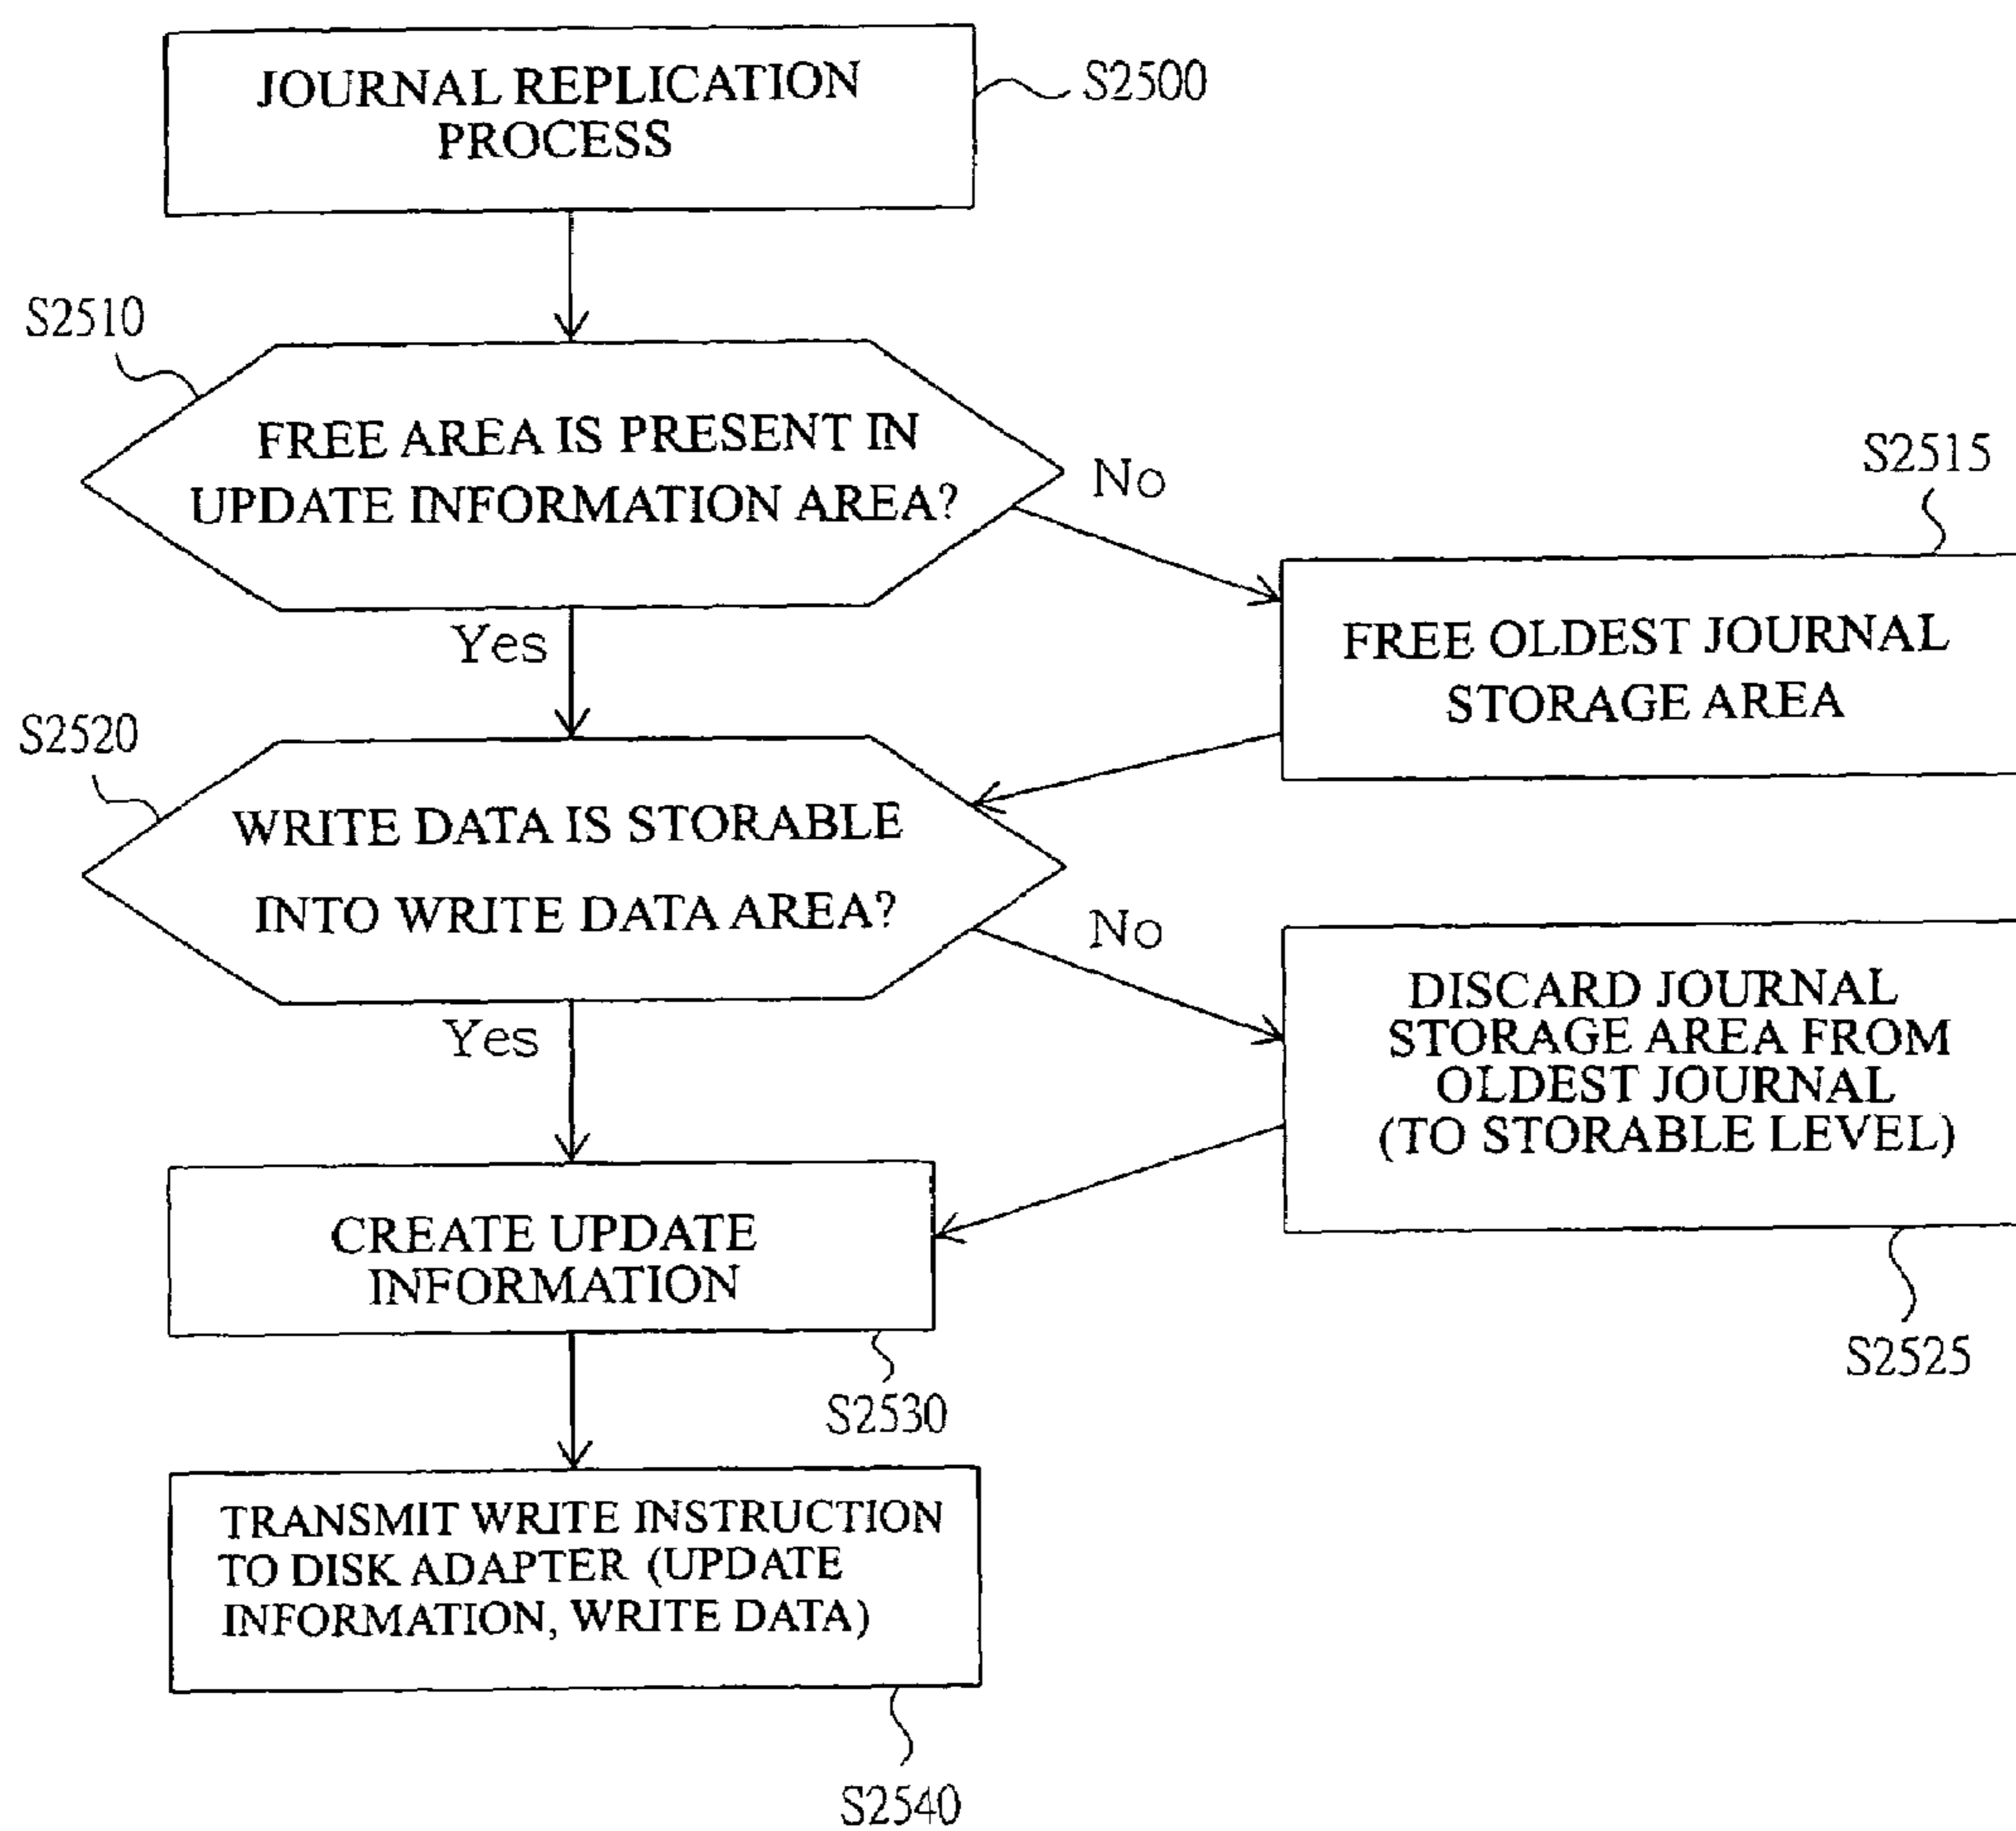 JOURNAL REPLICATION
PROCESS
S2500
S2510
FREE AREA IS PRESENT IN
UPDATE INFORMATION AREA?
No
S2515
FREE OLDEST JOURNAL
STORAGE AREA
Yes
S2520
WRITE DATA IS STORABLE
INTO WRITE DATA AREA?
No
DISCARD JOURNAL
STORAGE AREA FROM
OLDEST JOURNAL
(TO STORABLE LEVEL)
S2525
Yes
CREATE UPDATE
INFORMATION
S2530
TRANSMIT WRITE INSTRUCTION
TO DISK ADAPTER (UPDATE
INFORMATION, WRITE DATA)
S2540